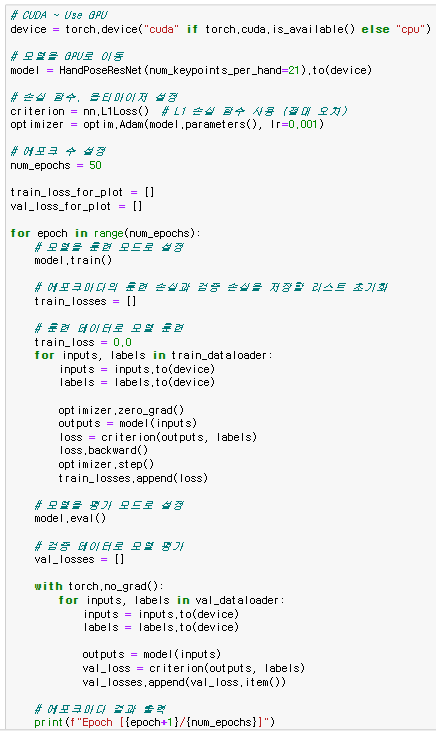 # CUDA ~ Use GPU
device = torch.device("cuda" if torch.cuda.is_available() else "cpu")

# 모델을 GPU로 이동
model = HandPoseResNet(num_keypoints_per_hand=21).to(device)

# 손실 함수, 옵티마이저 설정
criterion = nn.L1Loss()  # L1 손실 함수 사용 (절대 오차)
optimizer = optim.Adam(model.parameters(), lr=0.001)

# 에포크 수 설정
num_epochs = 50

train_loss_for_plot = []
val_loss_for_plot = []

for epoch in range(num_epochs):
    # 모델을 훈련 모드로 설정
    model.train()

    # 에포크마다의 훈련 손실과 검증 손실을 저장할 리스트 초기화
    train_losses = []

    # 훈련 데이터로 모델 훈련
    train_loss = 0.0
    for inputs, labels in train_dataloader:
        inputs = inputs.to(device)
        labels = labels.to(device)

        optimizer.zero_grad()
        outputs = model(inputs)
        loss = criterion(outputs, labels)
        loss.backward()
        optimizer.step()
        train_losses.append(loss)

    # 모델을 평가 모드로 설정
    model.eval()

    # 검증 데이터로 모델 평가
    val_losses = []

    with torch.no_grad():
        for inputs, labels in val_dataloader:
            inputs = inputs.to(device)
            labels = labels.to(device)

            outputs = model(inputs)
            val_loss = criterion(outputs, labels)
            val_losses.append(val_loss.item())

    # 에포크마다 결과 출력
    print(f"Epoch [{epoch+1}/{num_epochs}]")